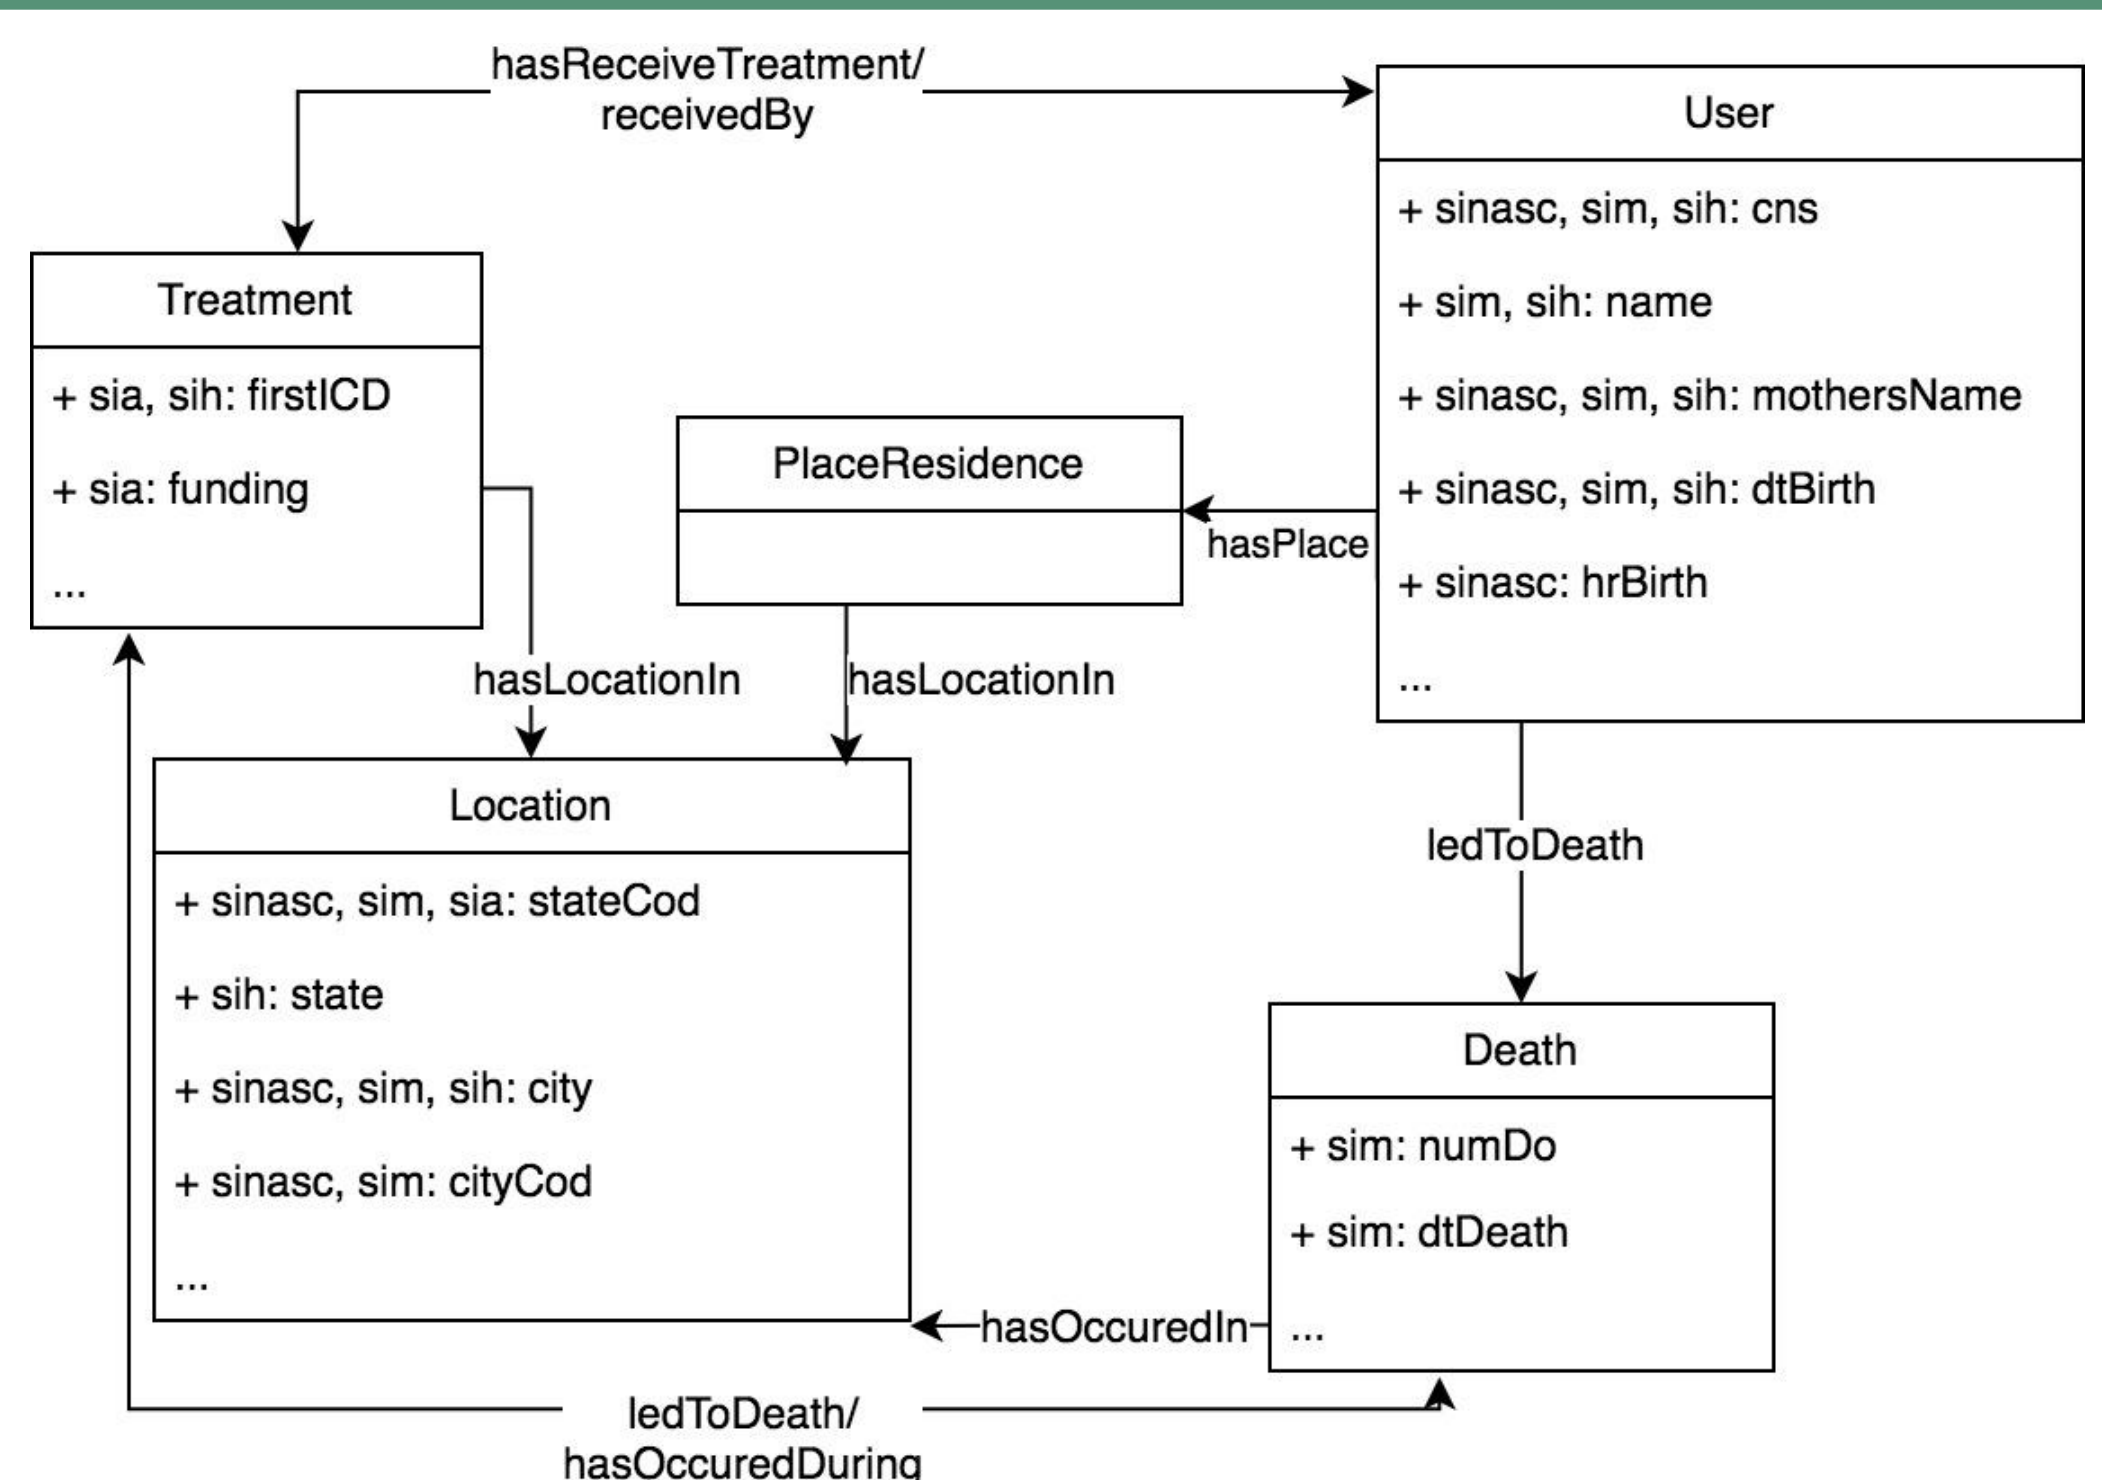 hasReceiveTreatment/
receivedBy
User
+ sinasc, sim, sih: cns
+ sim, sih: name
+ sinasc, sim, sih: mothersName
+ sinasc, sim, sih: dtBirth
+ sinasc: hrBirth
...
Treatment
+ sia, sih: firstICD
+ sia: funding
...
PlaceResidence
hasPlace
hasLocationIn
hasLocationIn
Location
+ sinasc, sim, sia: stateCod
+ sih: state
+ sinasc, sim, sih: city
+ sinasc, sim: cityCod
...
ledToDeath
Death
+ sim: numDo
+ sim: dtDeath
...
hasOccuredIn
ledToDeath/
hasOccuredDuring